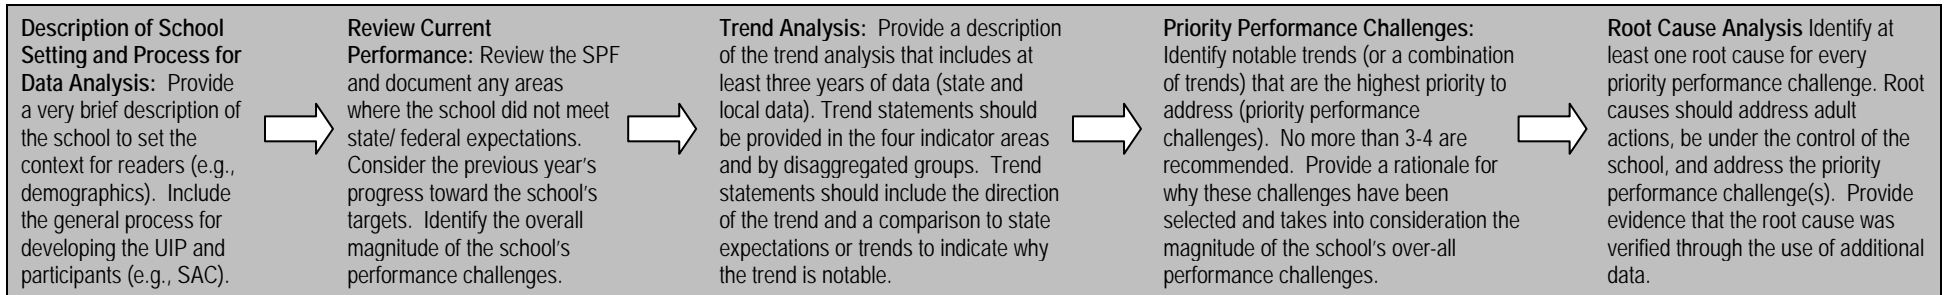 Description of School
Setting and Process for
Data Analysis: Provide
a very brief description of
the school to set the
context for readers (e.g.,
demographics). Include
the general process for
developing the UIP and
participants (e.g., SAC).
Review Current
Performance: Review the SPF
and document any areas
where the school did not meet
state/ federal expectations.
Consider the previous year's
progress toward the school's
targets. Identify the overall
magnitude of the school's
performance challenges.
Trend Analysis: Provide a description
of the trend analysis that includes at
least three years of data (state and
local data). Trend statements should
be provided in the four indicator areas
and by disaggregated groups. Trend
statements should include the direction
of the trend and a comparison to state
expectations or trends to indicate why
the trend is notable.
Priority Performance Challenges:
Identify notable trends (or a combination
of trends) that are the highest priority to
address (priority performance
challenges). No more than 3-4 are
recommended. Provide a rationale for
why these challenges have been
selected and takes into consideration the
magnitude of the school's over-all
performance challenges.
Root Cause Analysis Identify at
least one root cause for every
priority performance challenge. Root
causes should address adult
actions, be under the control of the
school, and address the priority
performance challenge(s). Provide
evidence that the root cause was
verified through the use of additional
data.